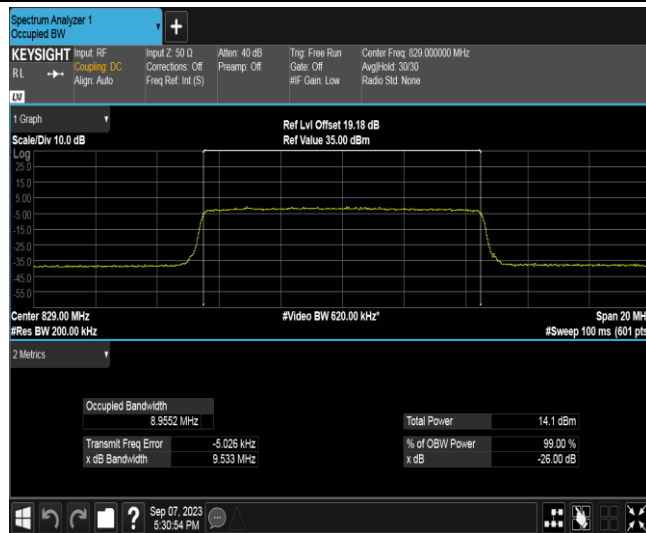 Spectrum Analyzer 1
Occupied BW
+
KEYSIGHT
RL
LXI
Input: RF
Coupling: DC
Align: Auto
Input Z: 50 Ω
Corrections: Off
Freq Ref: Int (S)
Atten: 40 dB
Preamp: Off
Trig: Free Run
Gate: Off
#IF Gain: Low
Center Freq: 829.000000 MHz
Avg|Hold: 30/30
Radio Std: None
1 Graph
Scale/Div 10.0 dB
Ref Lvl Offset 19.18 dB
Ref Value 35.00 dBm
Log
25.0
15.0
5.00
-5.00
-15.0
-25.0
-35.0
-45.0
-55.0
Center 829.00 MHz
#Res BW 200.00 kHz
#Video BW 620.00 kHz*
Span 20 MH
#Sweep 100 ms (601 pts
2 Metrics
Occupied Bandwidth
8.9552 MHz
Transmit Freq Error -5.026 kHz
x dB Bandwidth 9.533 MHz
Total Power 14.1 dBm
% of OBW Power 99.00 %
x dB -26.00 dB
?
Sep 07, 2023
5:30:54 PM